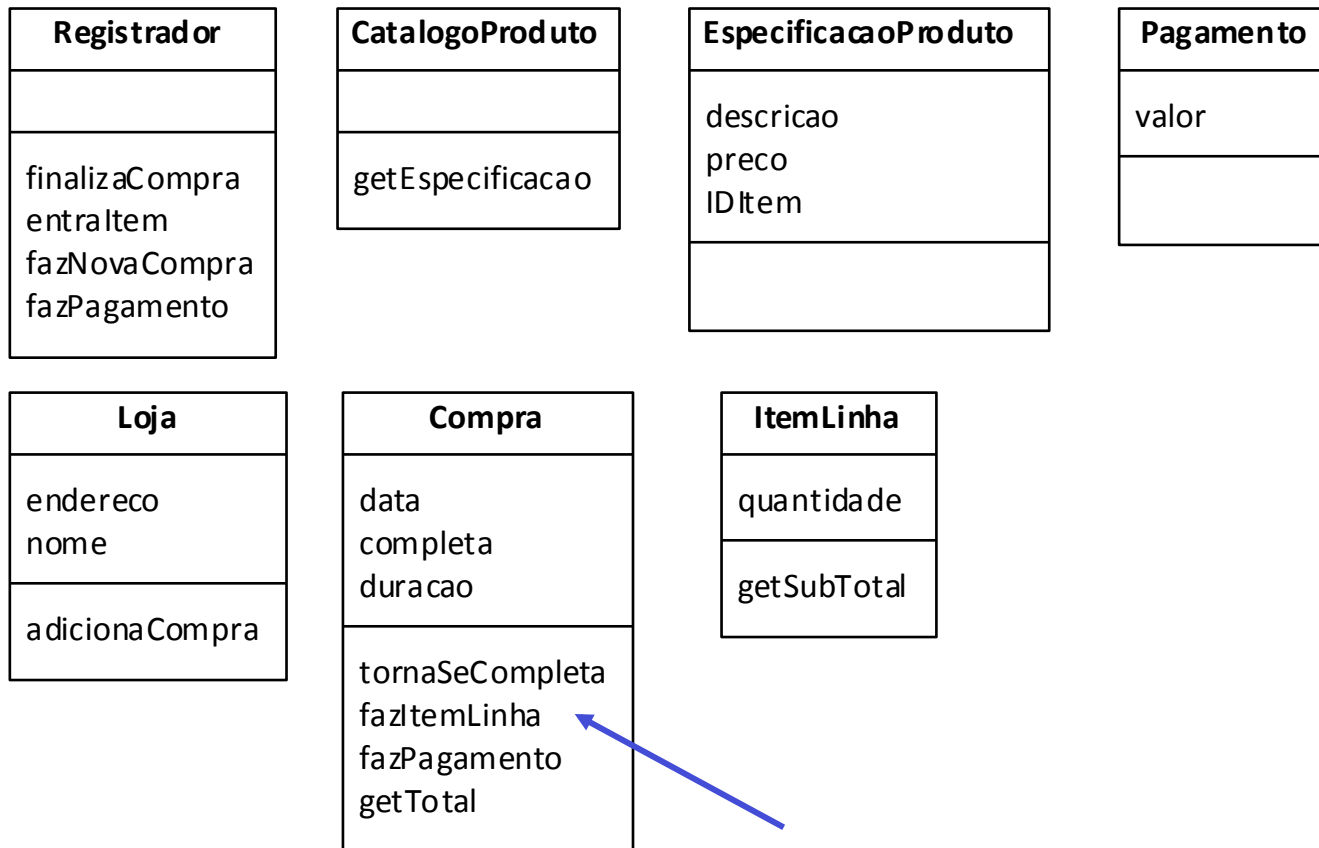 Registrador
finalizaCompra
entraItem
fazNovaCompra
fazPagamento
CatalogoProduto
getEspecificacao
EspecificacaoProduto
descricao
preco
IDItem
Pagamento
valor
Loja
endereco
nome
adicionaCompra
Compra
data
completa
duracao
tornaSeCompleta
fazItemLinha
fazPagamento
getTotal
ItemLinha
quantidade
getSubTotal